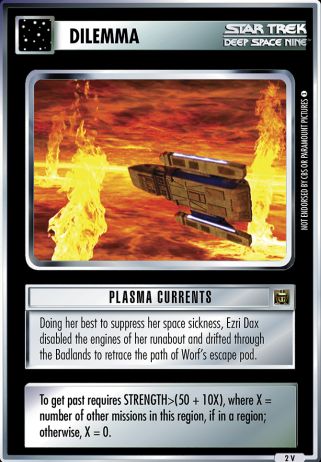 DILEMMA
STAR TREK
DEEP SPACE NINE
NOT ENDORSED BY CBS OR PARAMOUNT PICTURES
PLASMA CURRENTS
Doing her best to suppress her space sickness, Ezri Dax
disabled the engines of her runabout and drifted through
the Badlands to retrace the path of Worf's escape pod.
To get past requires STRENGTH>(50 + 10X), where X =
number of other missions in this region, if in a region;
otherwise, X = 0.
2 V